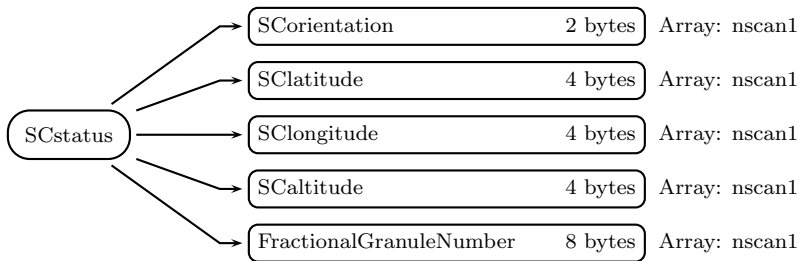 SCorientation 2 bytes Array: nscan1
SClatitude 4 bytes Array: nscan1
SCstatus
SClongitude 4 bytes Array: nscan1
SCaltitude 4 bytes Array: nscan1
FractionalGranuleNumber 8 bytes Array: nscan1